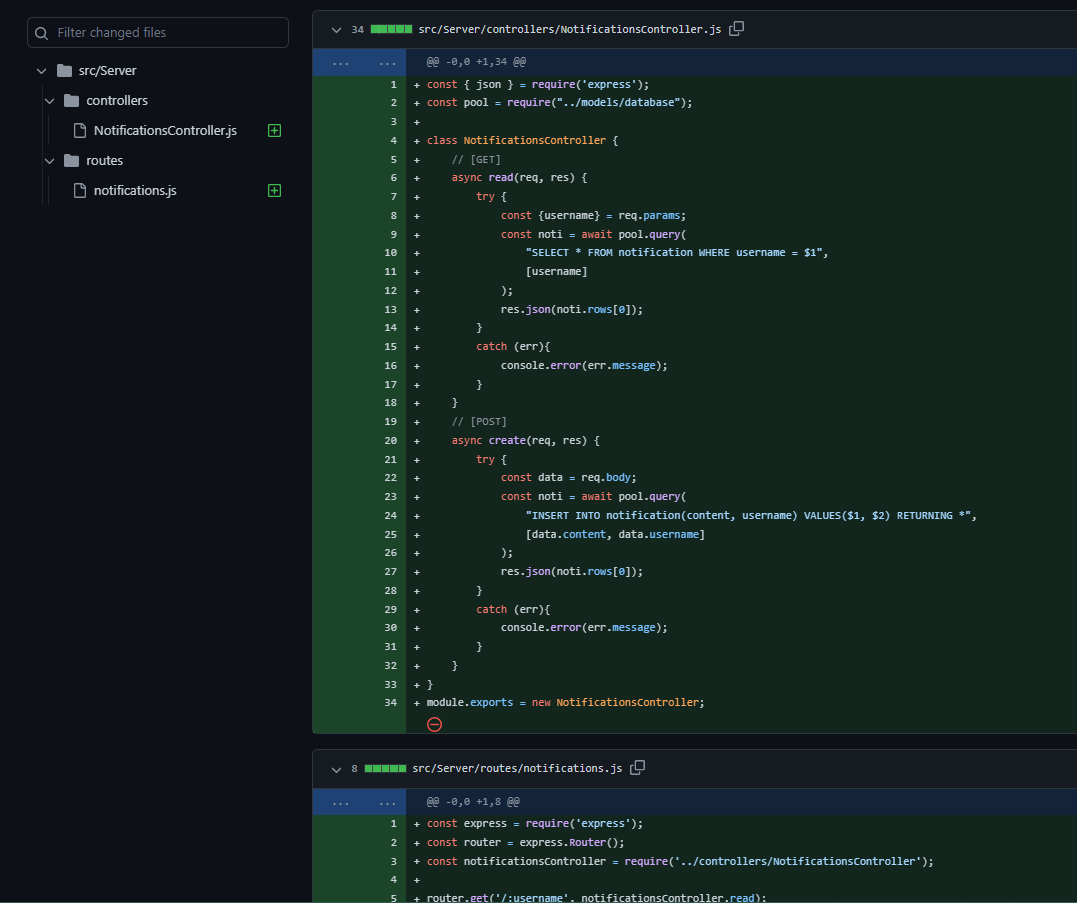 Filter changed files
src/Server
controllers
NotificationsController.js
routes
notifications.js
34 src/Server/controllers/NotificationsController.js
... ... @@ -0,0 +1,34 @@
1 + const { json } = require('express');
2 + const pool = require("../models/database");
3 +
4 + class NotificationsController {
5 +     // [GET]
6 +     async read(req, res) {
7 +         try {
8 +             const {username} = req.params;
9 +             const noti = await pool.query(
10 +                 "SELECT * FROM notification WHERE username = $1",
11 +                 [username]
12 +             );
13 +             res.json(noti.rows[0]);
14 +         }
15 +         catch (err){
16 +             console.error(err.message);
17 +         }
18 +     }
19 +     // [POST]
20 +     async create(req, res) {
21 +         try {
22 +             const data = req.body;
23 +             const noti = await pool.query(
24 +                 "INSERT INTO notification(content, username) VALUES($1, $2) RETURNING *",
25 +                 [data.content, data.username]
26 +             );
27 +             res.json(noti.rows[0]);
28 +         }
29 +         catch (err){
30 +             console.error(err.message);
31 +         }
32 +     }
33 + }
34 + module.exports = new NotificationsController;
8 src/Server/routes/notifications.js
... ... @@ -0,0 +1,8 @@
1 + const express = require('express');
2 + const router = express.Router();
3 + const notificationsController = require('../controllers/NotificationsController');
4 +
5 + router.get('/:username', notificationsController.read);